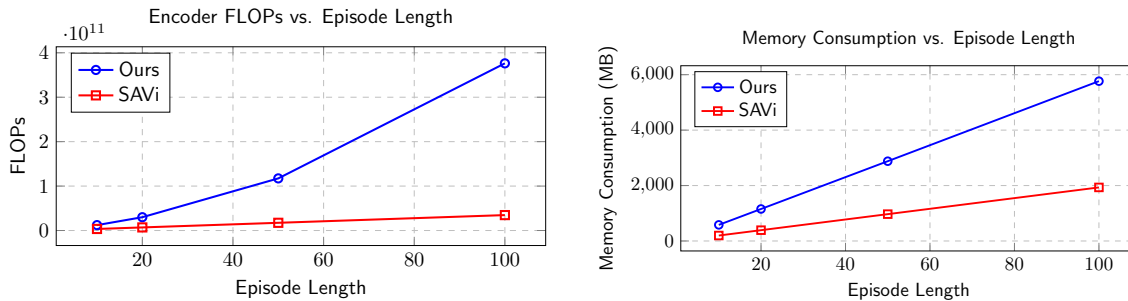 Encoder FLOPs vs. Episode Length
·10^11
4
3
2
1
0
FLOPs
Ours
SAVi
20 40 60 80 100
Episode Length
Memory Consumption vs. Episode Length
6,000
4,000
2,000
0
Memory Consumption (MB)
Ours
SAVi
20 40 60 80 100
Episode Length